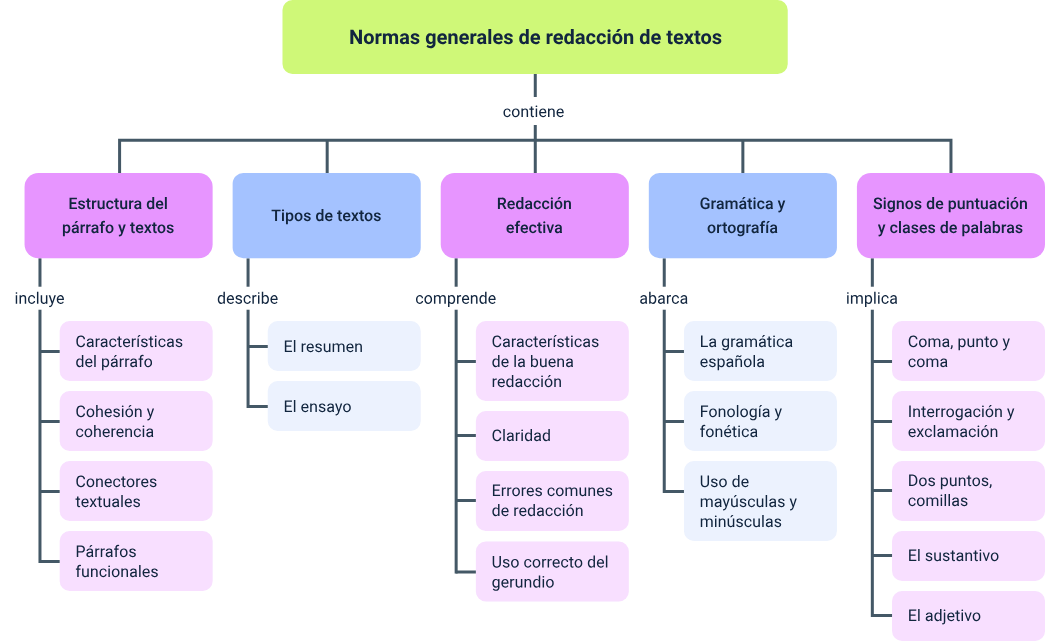 Normas generales de redacción de textos
contiene
Estructura del
párrafo y textos
incluye
Características
del párrafo
Cohesión y
coherencia
Conectores
textuales
Párrafos
funcionales
Tipos de textos
describe
El resumen
El ensayo
Redacción
efectiva
comprende
Características
de la buena
redacción
Claridad
Errores comunes
de redacción
Uso correcto del
gerundio
Gramática y
ortografía
abarca
La gramática
española
Fonología y
fonética
Uso de
mayúsculas y
minúsculas
Signos de puntuación
y clases de palabras
implica
Coma, punto y
coma
Interrogación y
exclamación
Dos puntos,
comillas
El sustantivo
El adjetivo